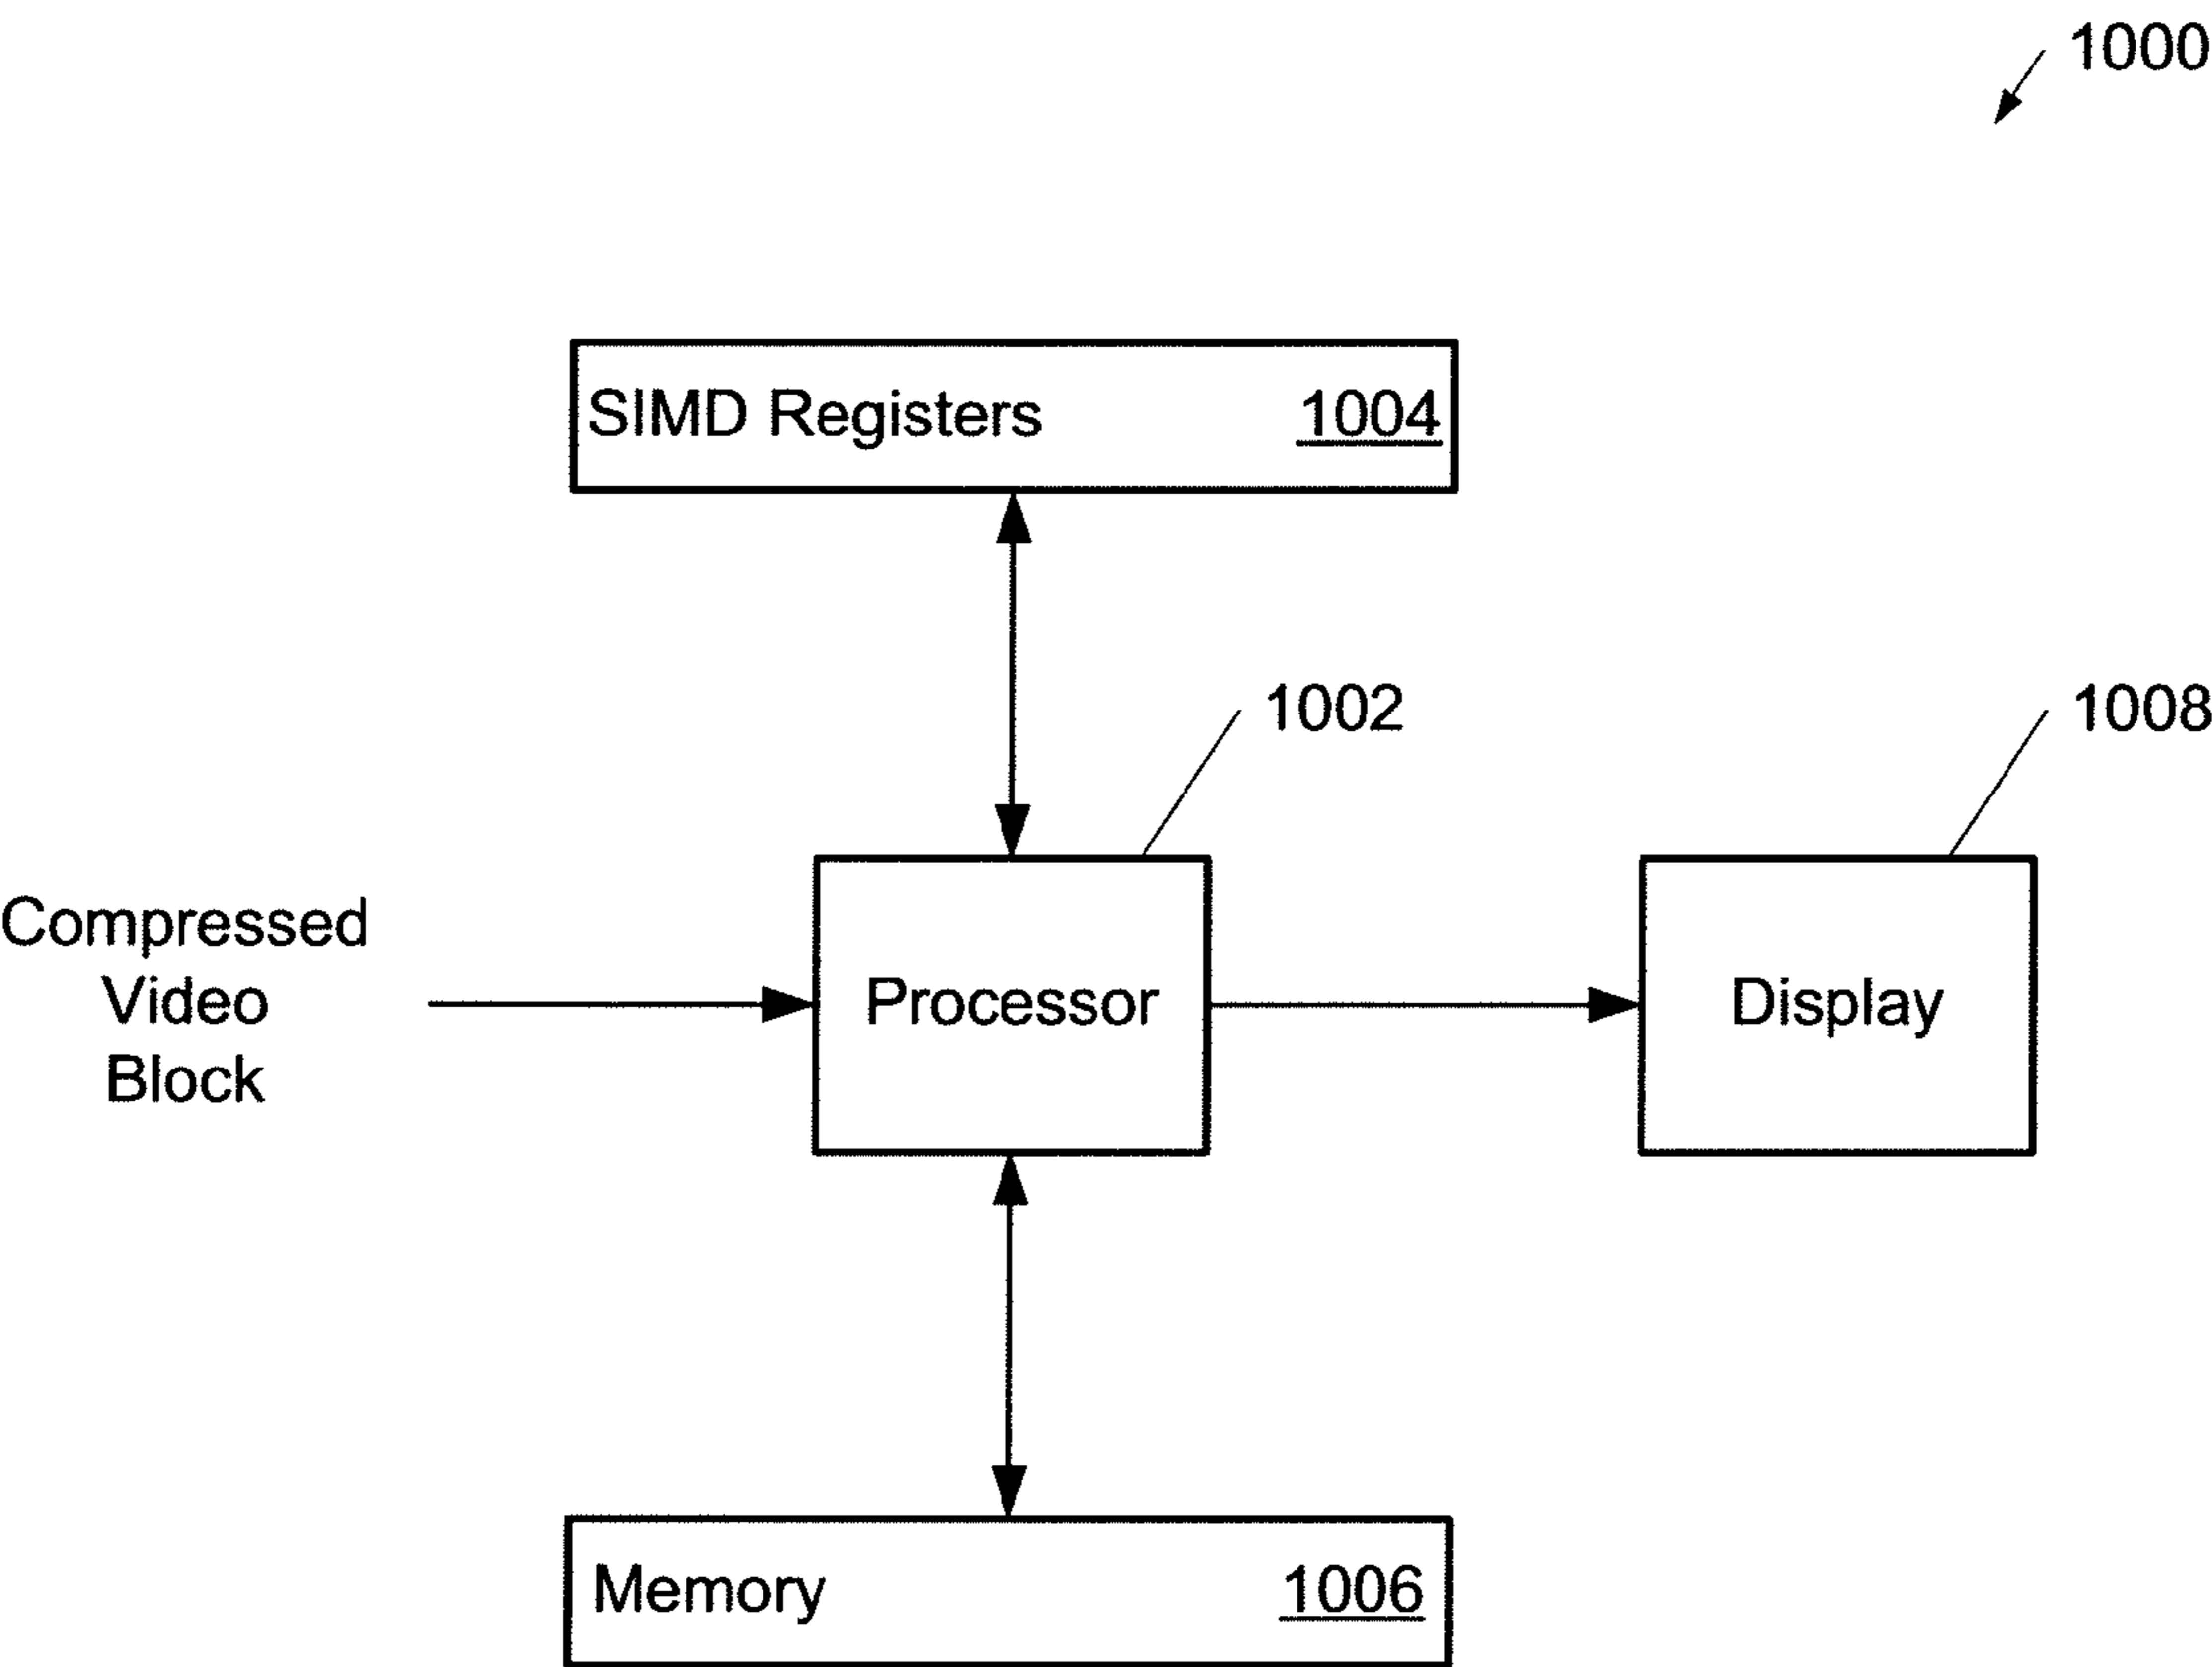 1000
SIMD Registers 1004
1002
1008
Compressed
Video
Block
Processor
Display
Memory 1006